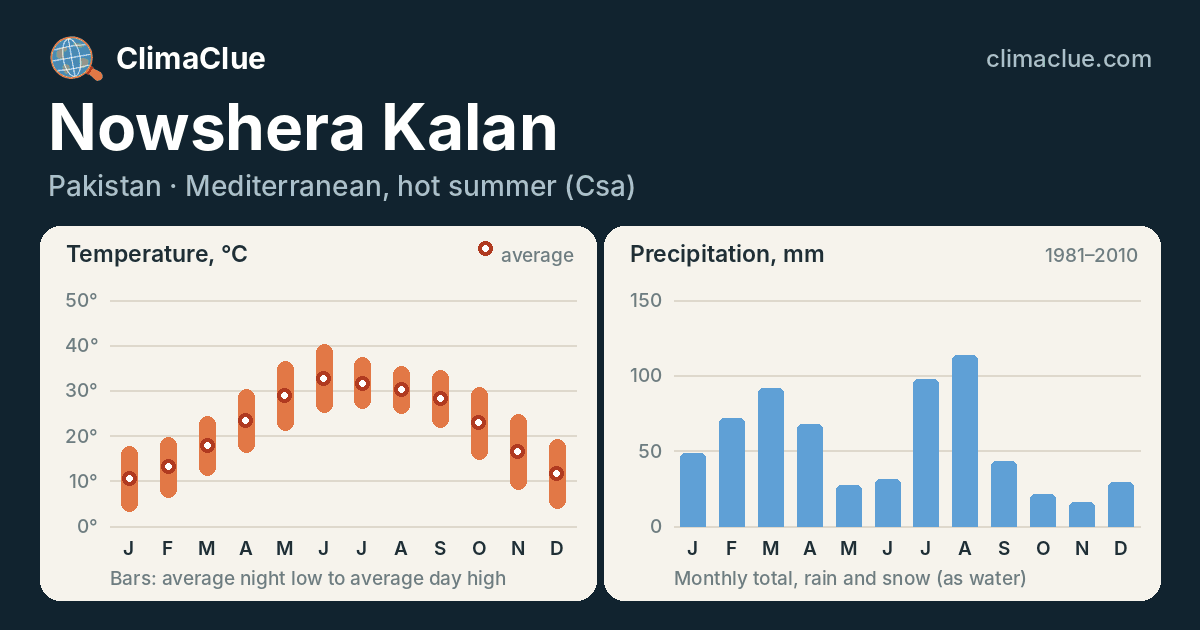 ClimaClue
climaclue.com
Nowshera Kalan
Pakistan · Mediterranean, hot summer (Csa)
Temperature, °C
average
50°
40°
30°
20°
10°
0°
J F M A M J J A S O N D
Bars: average night low to average day high
Precipitation, mm
1981–2010
150
100
50
0
J F M A M J J A S O N D
Monthly total, rain and snow (as water)